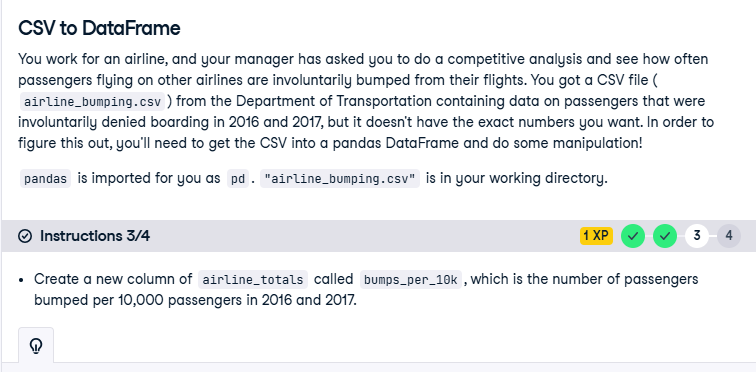 CSV to DataFrame
You work for an airline, and your manager has asked you to do a competitive analysis and see how often
passengers flying on other airlines are involuntarily bumped from their flights. You got a CSV file (
airline_bumping.csv ) from the Department of Transportation containing data on passengers that were
involuntarily denied boarding in 2016 and 2017, but it doesn't have the exact numbers you want. In order to
figure this out, you'll need to get the CSV into a pandas DataFrame and do some manipulation!
pandas is imported for you as pd . "airline_bumping.csv" is in your working directory.
Instructions 3/4 1 XP 3 4
• Create a new column of airline_totals called bumps_per_10k , which is the number of passengers
bumped per 10,000 passengers in 2016 and 2017.